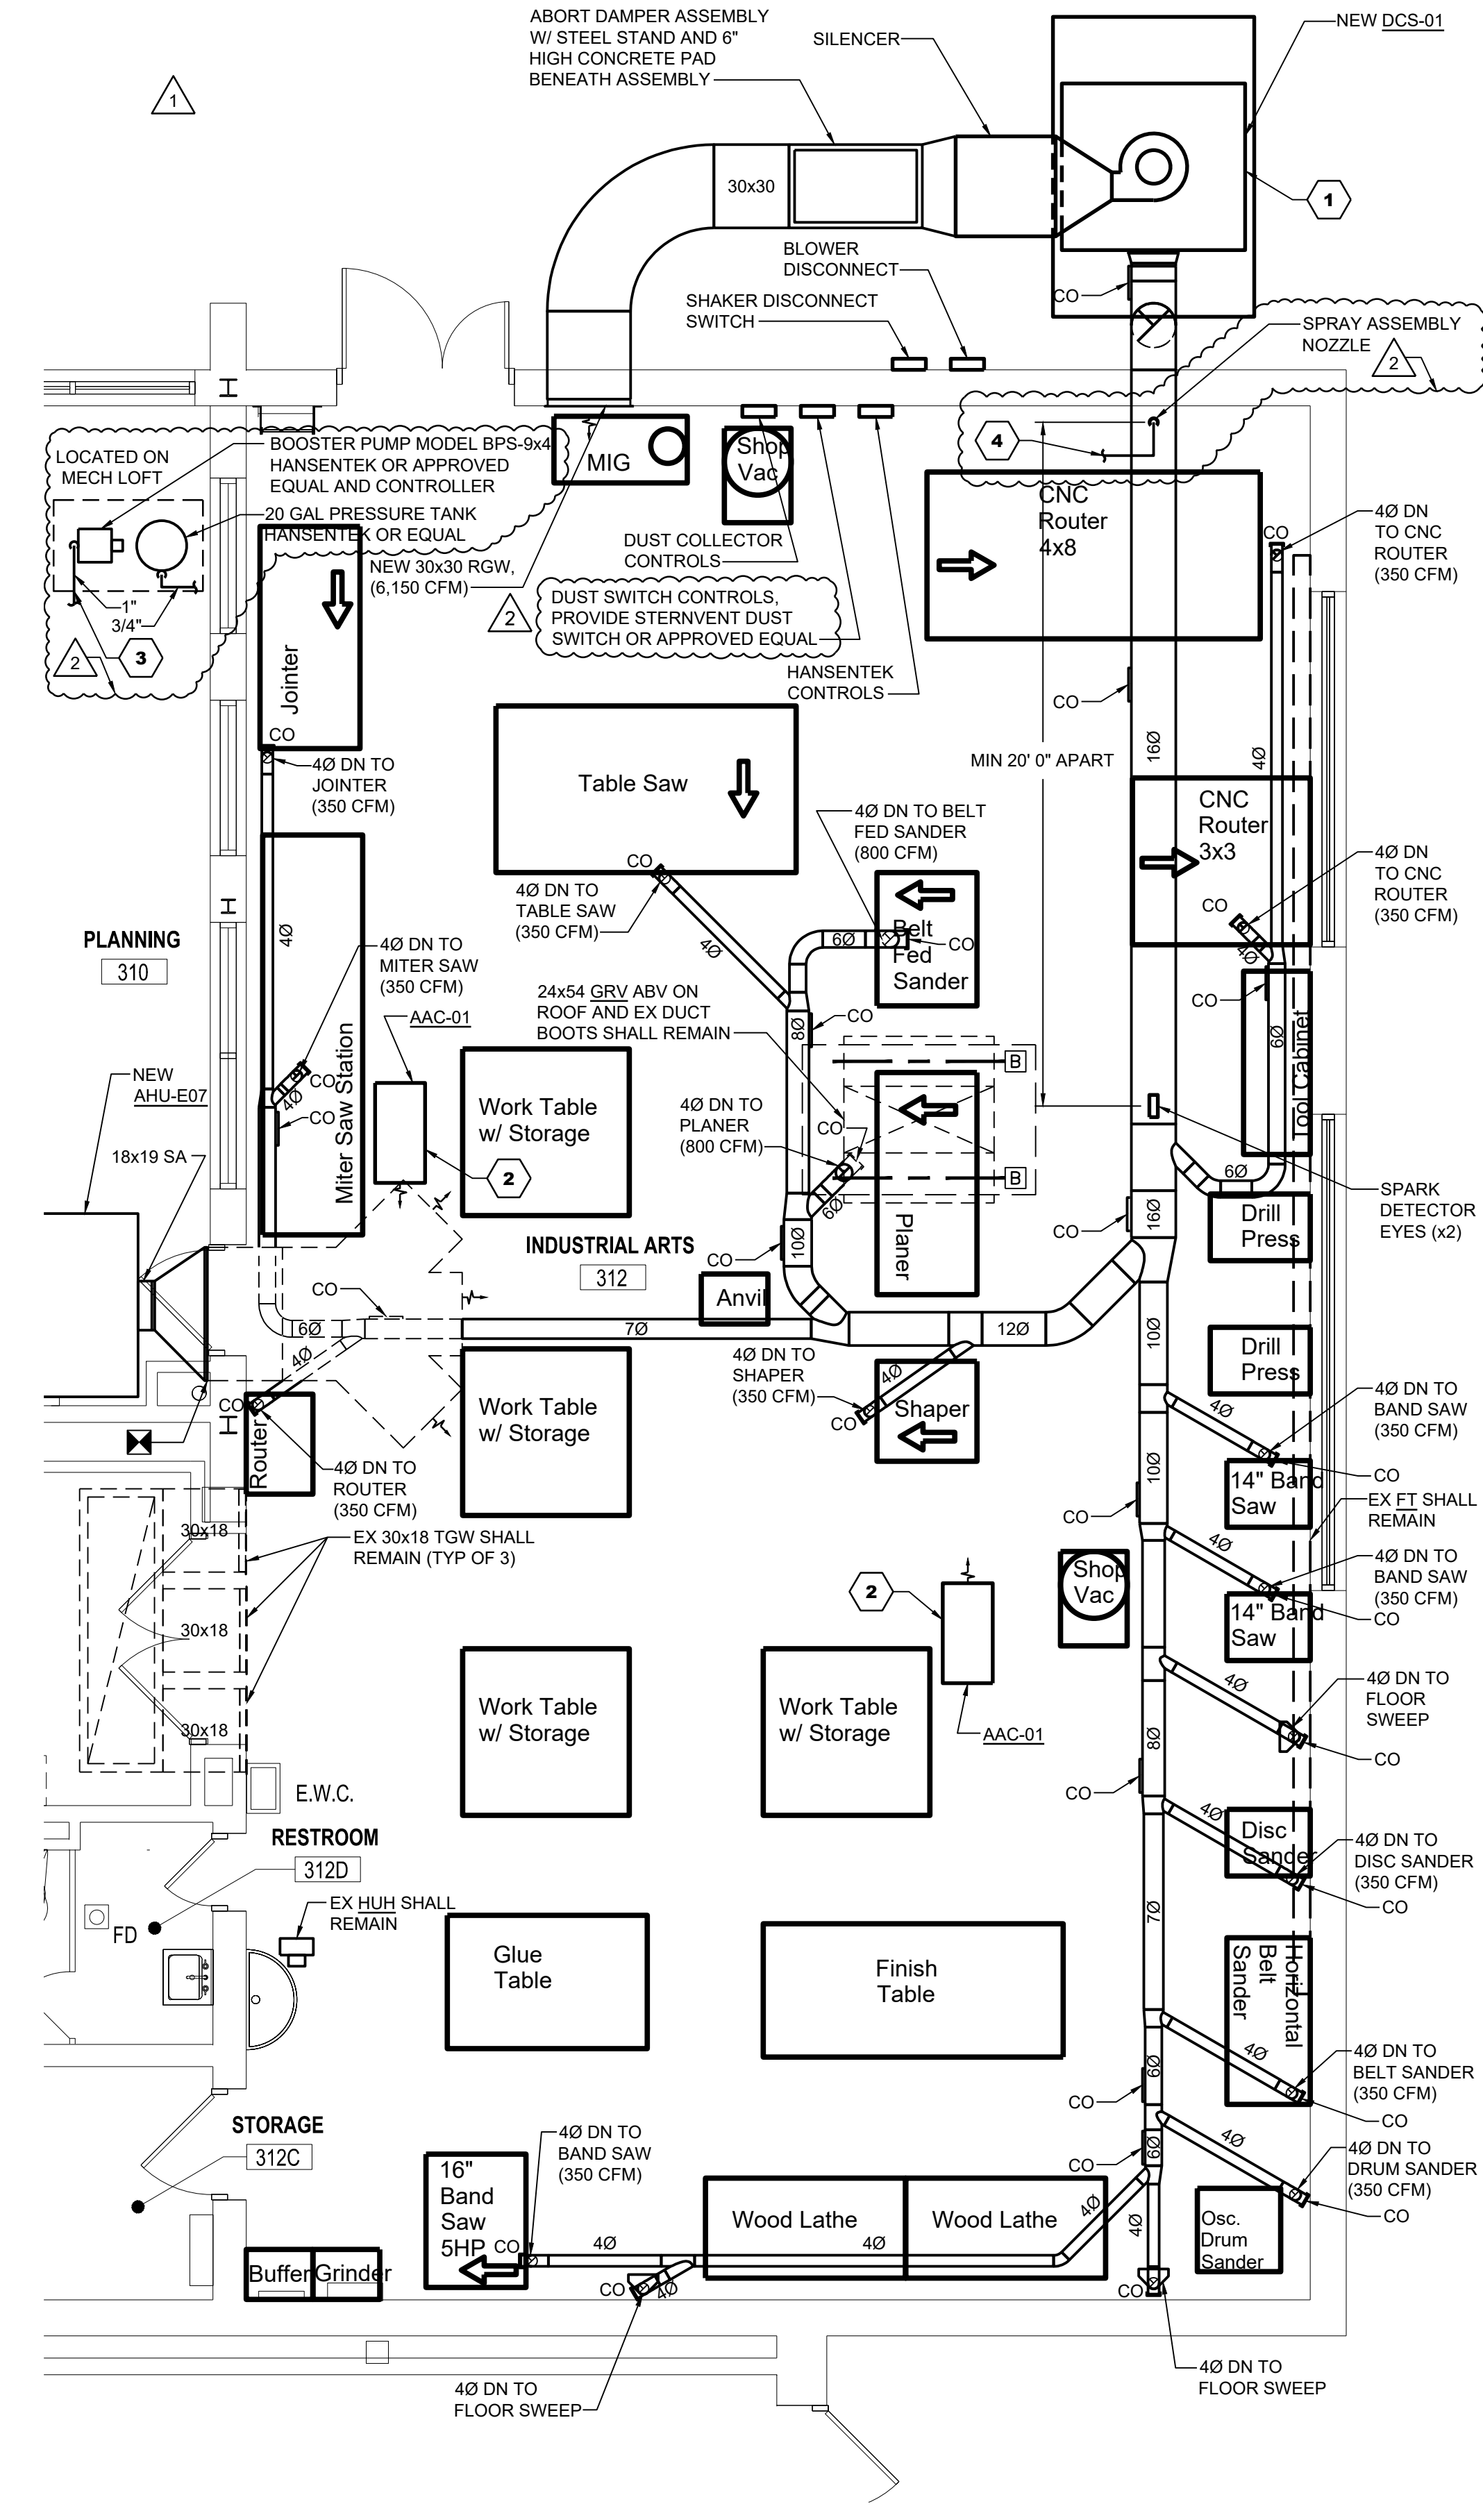 ABORT DAMPER ASSEMBLY
W/ STEEL STAND AND 6"
HIGH CONCRETE PAD
BENEATH ASSEMBLY
SILENCER
NEW DCS-01
1
30x30
1
BLOWER
DISCONNECT
SHAKER DISCONNECT
SWITCH
CO
SPRAY ASSEMBLY
NOZZLE
2
LOCATED ON
MECH LOFT
BOOSTER PUMP MODEL BPS-9x4
HANSENTEK OR APPROVED
EQUAL AND CONTROLLER
20 GAL PRESSURE TANK
HANSENTEK OR EQUAL
1"
3/4"
2
3
MIG
Shop
Vac
4
CNC
Router
4x8
CO
4Ø DN
TO CNC
ROUTER
(350 CFM)
DUST COLLECTOR
CONTROLS
NEW 30x30 RGW,
(6,150 CFM)
2
DUST SWITCH CONTROLS,
PROVIDE STERNVENT DUST
SWITCH OR APPROVED EQUAL
HANSENTEK
CONTROLS
Jointer
CO
4Ø DN TO
JOINTER
(350 CFM)
Table Saw
CO
MIN 20' 0" APART
16Ø
4Ø
CNC
Router
3x3
4Ø DN TO BELT
FED SANDER
(800 CFM)
4Ø DN
TO CNC
ROUTER
(350 CFM)
CO
4Ø
CO
4Ø DN TO
TABLE SAW
(350 CFM)
4Ø
6Ø
CO
Belt
Fed
Sander
PLANNING
310
4Ø
4Ø DN TO
MITER SAW
(350 CFM)
AAC-01
24x54 GRV ABV ON
ROOF AND EX DUCT
BOOTS SHALL REMAIN
8Ø
CO
CO
6Ø
Tool Cabinet
B
NEW
AHU-E07
CO
4Ø
CO
Miter Saw Station
Work Table
w/ Storage
4Ø DN TO
PLANER
(800 CFM)
CO
18x19 SA
2
B
6Ø
6Ø
SPARK
DETECTOR
EYES (x2)
Planer
16Ø
CO
Drill
Press
INDUSTRIAL ARTS
312
10Ø
CO
CO
Anvil
6Ø
7Ø
12Ø
10Ø
4Ø
4Ø DN TO
SHAPER
(350 CFM)
4Ø
CO
Shaper
Drill
Press
4Ø DN TO
BAND SAW
(350 CFM)
4Ø
CO
Router
4Ø DN TO
ROUTER
(350 CFM)
Work Table
w/ Storage
10Ø
CO
14" Band
Saw
CO
EX FT SHALL
REMAIN
30x18
EX 30x18 TGW SHALL
REMAIN (TYP OF 3)
4Ø
4Ø DN TO
BAND SAW
(350 CFM)
CO
2
Shop
Vac
14" Band
Saw
30x18
4Ø
4Ø DN TO
FLOOR
SWEEP
CO
30x18
Work Table
w/ Storage
Work Table
w/ Storage
AAC-01
8Ø
CO
E.W.C.
4Ø
Disc
Sander
4Ø DN TO
DISC SANDER
(350 CFM)
CO
RESTROOM
312D
EX HUH SHALL
REMAIN
FD
7Ø
Glue
Table
Finish
Table
Horizontal
Belt
Sander
4Ø
4Ø DN TO
BELT SANDER
(350 CFM)
CO
6Ø
CO
STORAGE
312C
4Ø DN TO
BAND SAW
(350 CFM)
6Ø
CO
4Ø
4Ø DN TO
DRUM SANDER
(350 CFM)
CO
16"
Band
Saw
5HP
CO
4Ø
Wood Lathe
4Ø
Wood Lathe
4Ø
4Ø
Osc.
Drum
Sander
Buffer
Grinder
CO
4Ø
CO
4Ø DN TO
FLOOR SWEEP
4Ø DN TO
FLOOR SWEEP